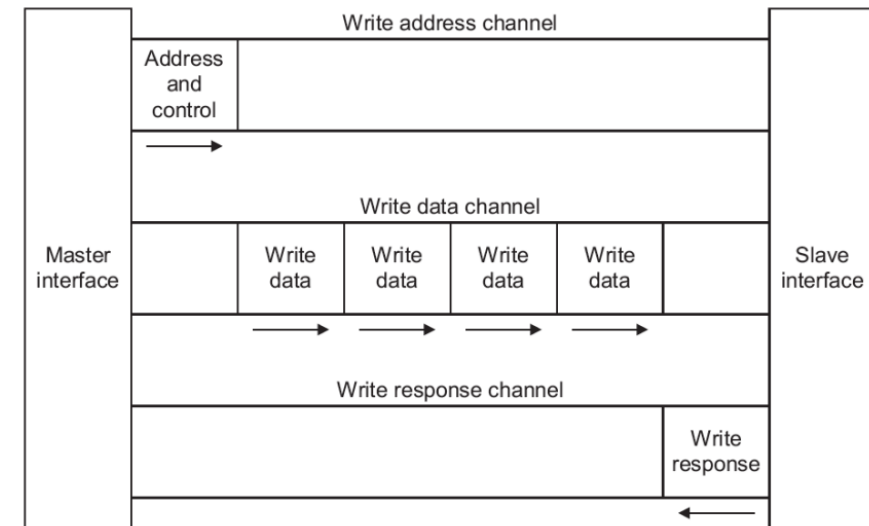 Write address channel
Address
and
control
Write data channel
Master
interface
Write
data
Write
data
Write
data
Write
data
Slave
interface
Write response channel
Write
response